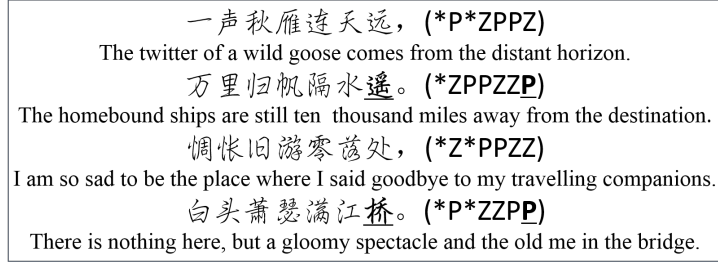 一声秋雁连天远，(*P*ZPPZ)
The twitter of a wild goose comes from the distant horizon.
万里归帆隔水遥。(*ZPPZZP)
The homebound ships are still ten thousand miles away from the destination.
惆怅旧游零落处，(*Z*PPZZ)
I am so sad to be the place where I said goodbye to my travelling companions.
白头萧瑟满江桥。(*P*ZZPP)
There is nothing here, but a gloomy spectacle and the old me in the bridge.